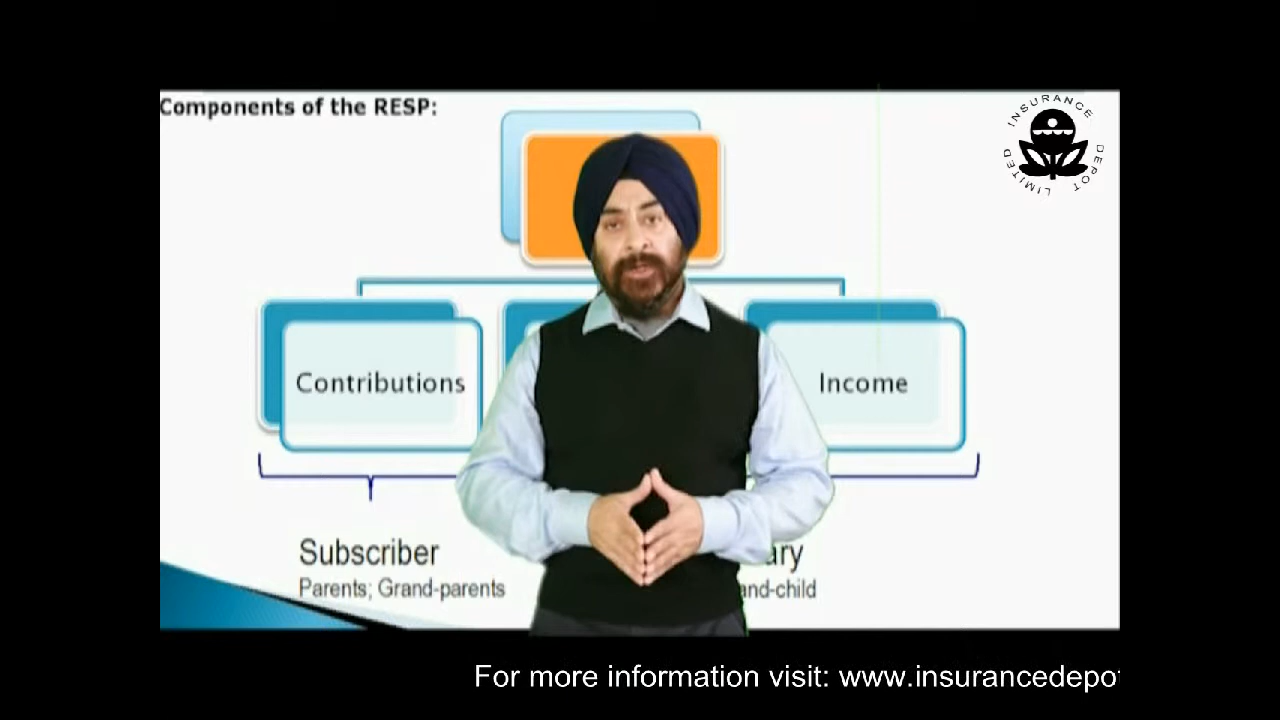 Components of the RESP:
INSURANCE DEPOT LIMITED
Contributions
Income
Subscriber
ary
Parents; Grand-parents
and-child
For more information visit: www.insurancedepo